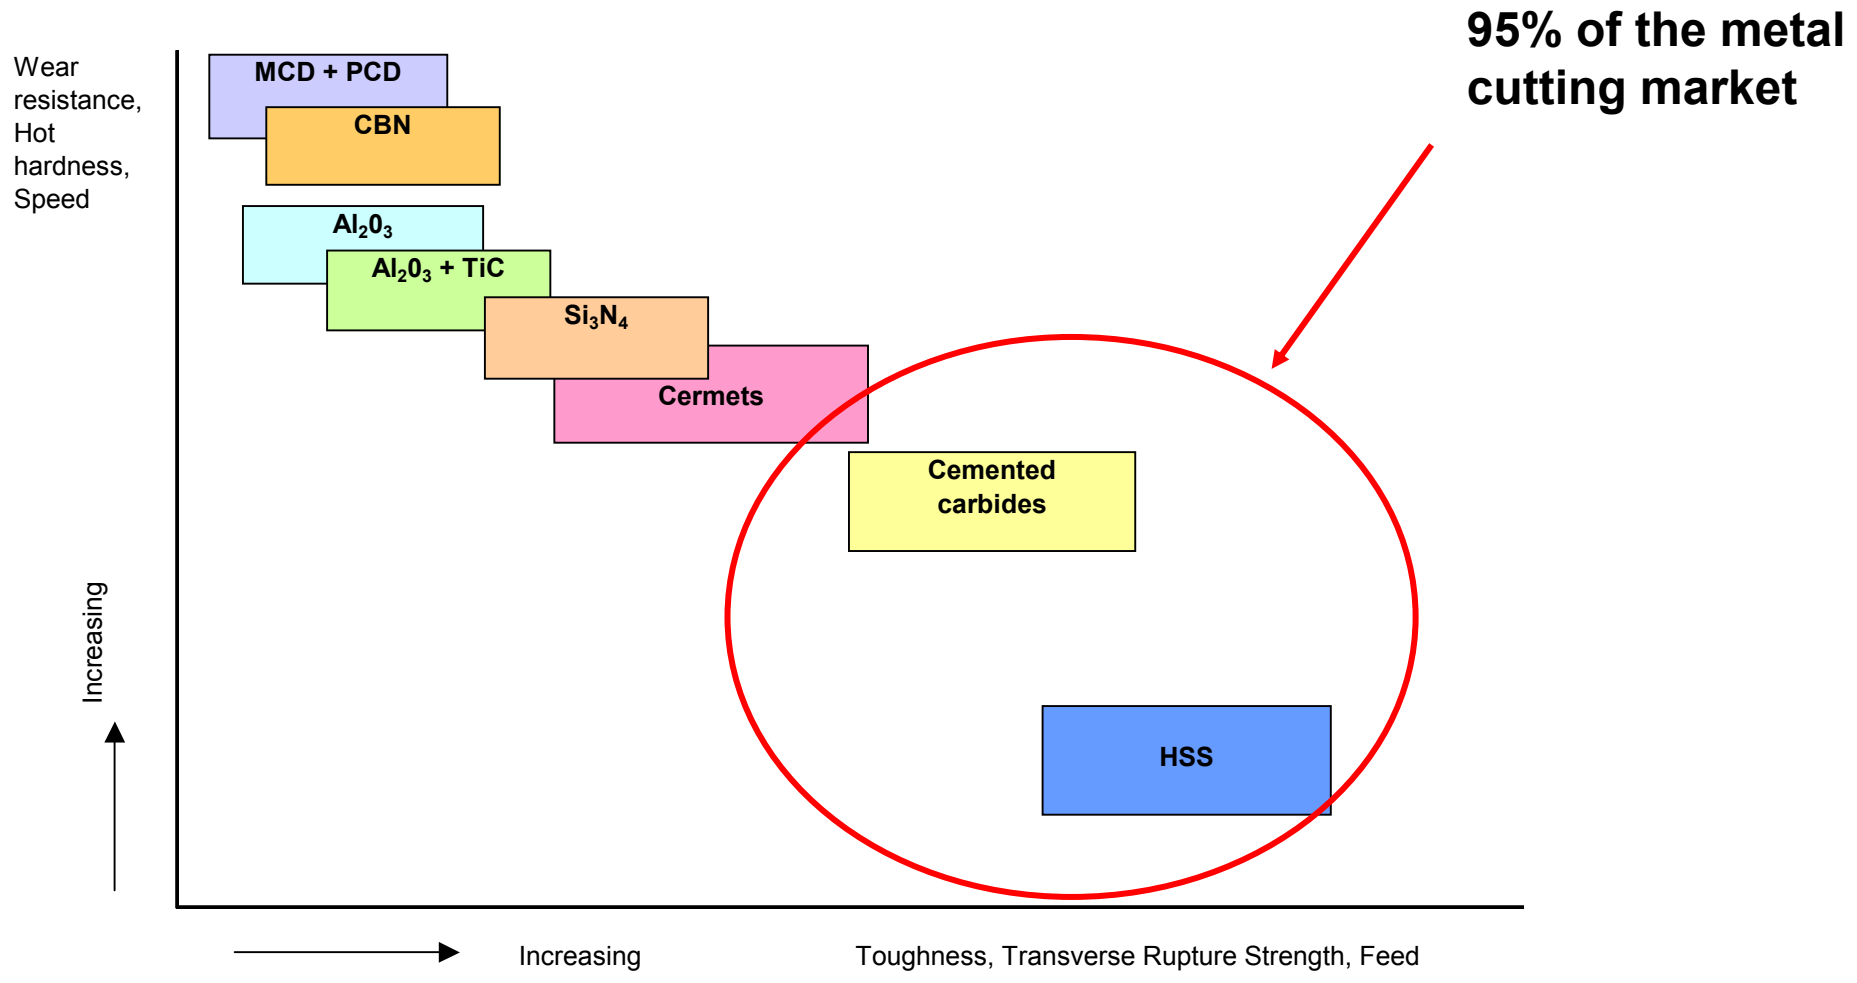 95% of the metal
cutting market
Wear
resistance,
Hot
hardness,
Speed
MCD + PCD
CBN
Al₂0₃
Al₂0₃ + TiC
Si₃N₄
Cermets
Cemented
carbides
HSS
Increasing
Increasing
Toughness, Transverse Rupture Strength, Feed